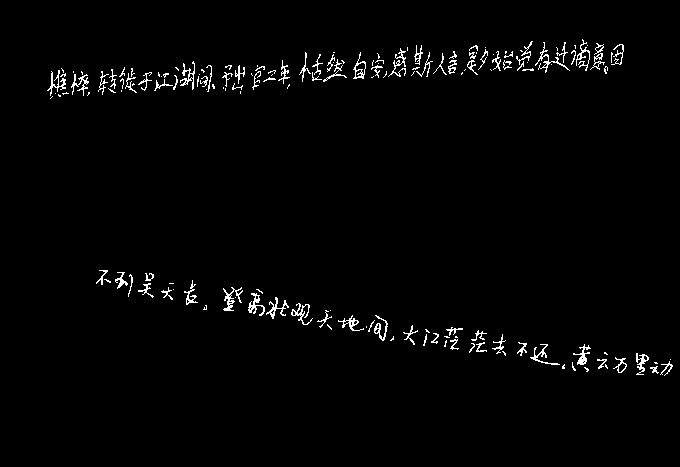 憔悴,转徙于江湖间、予出官二年,恬然自安,感斯人言,是夕始觉有迁谪意。因
不到吴天长。登高壮观天地间,大江茫茫去不还。黄云万里动